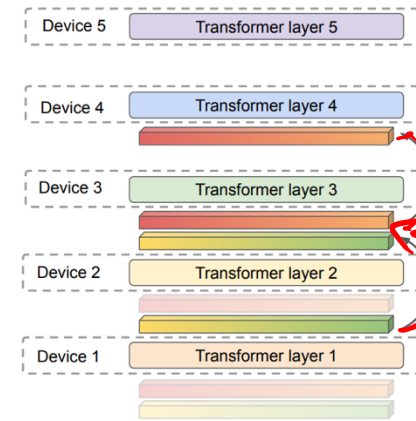 Device 5 Transformer layer 5
Device 4 Transformer layer 4
Device 3 Transformer layer 3
Device 2 Transformer layer 2
Device 1 Transformer layer 1